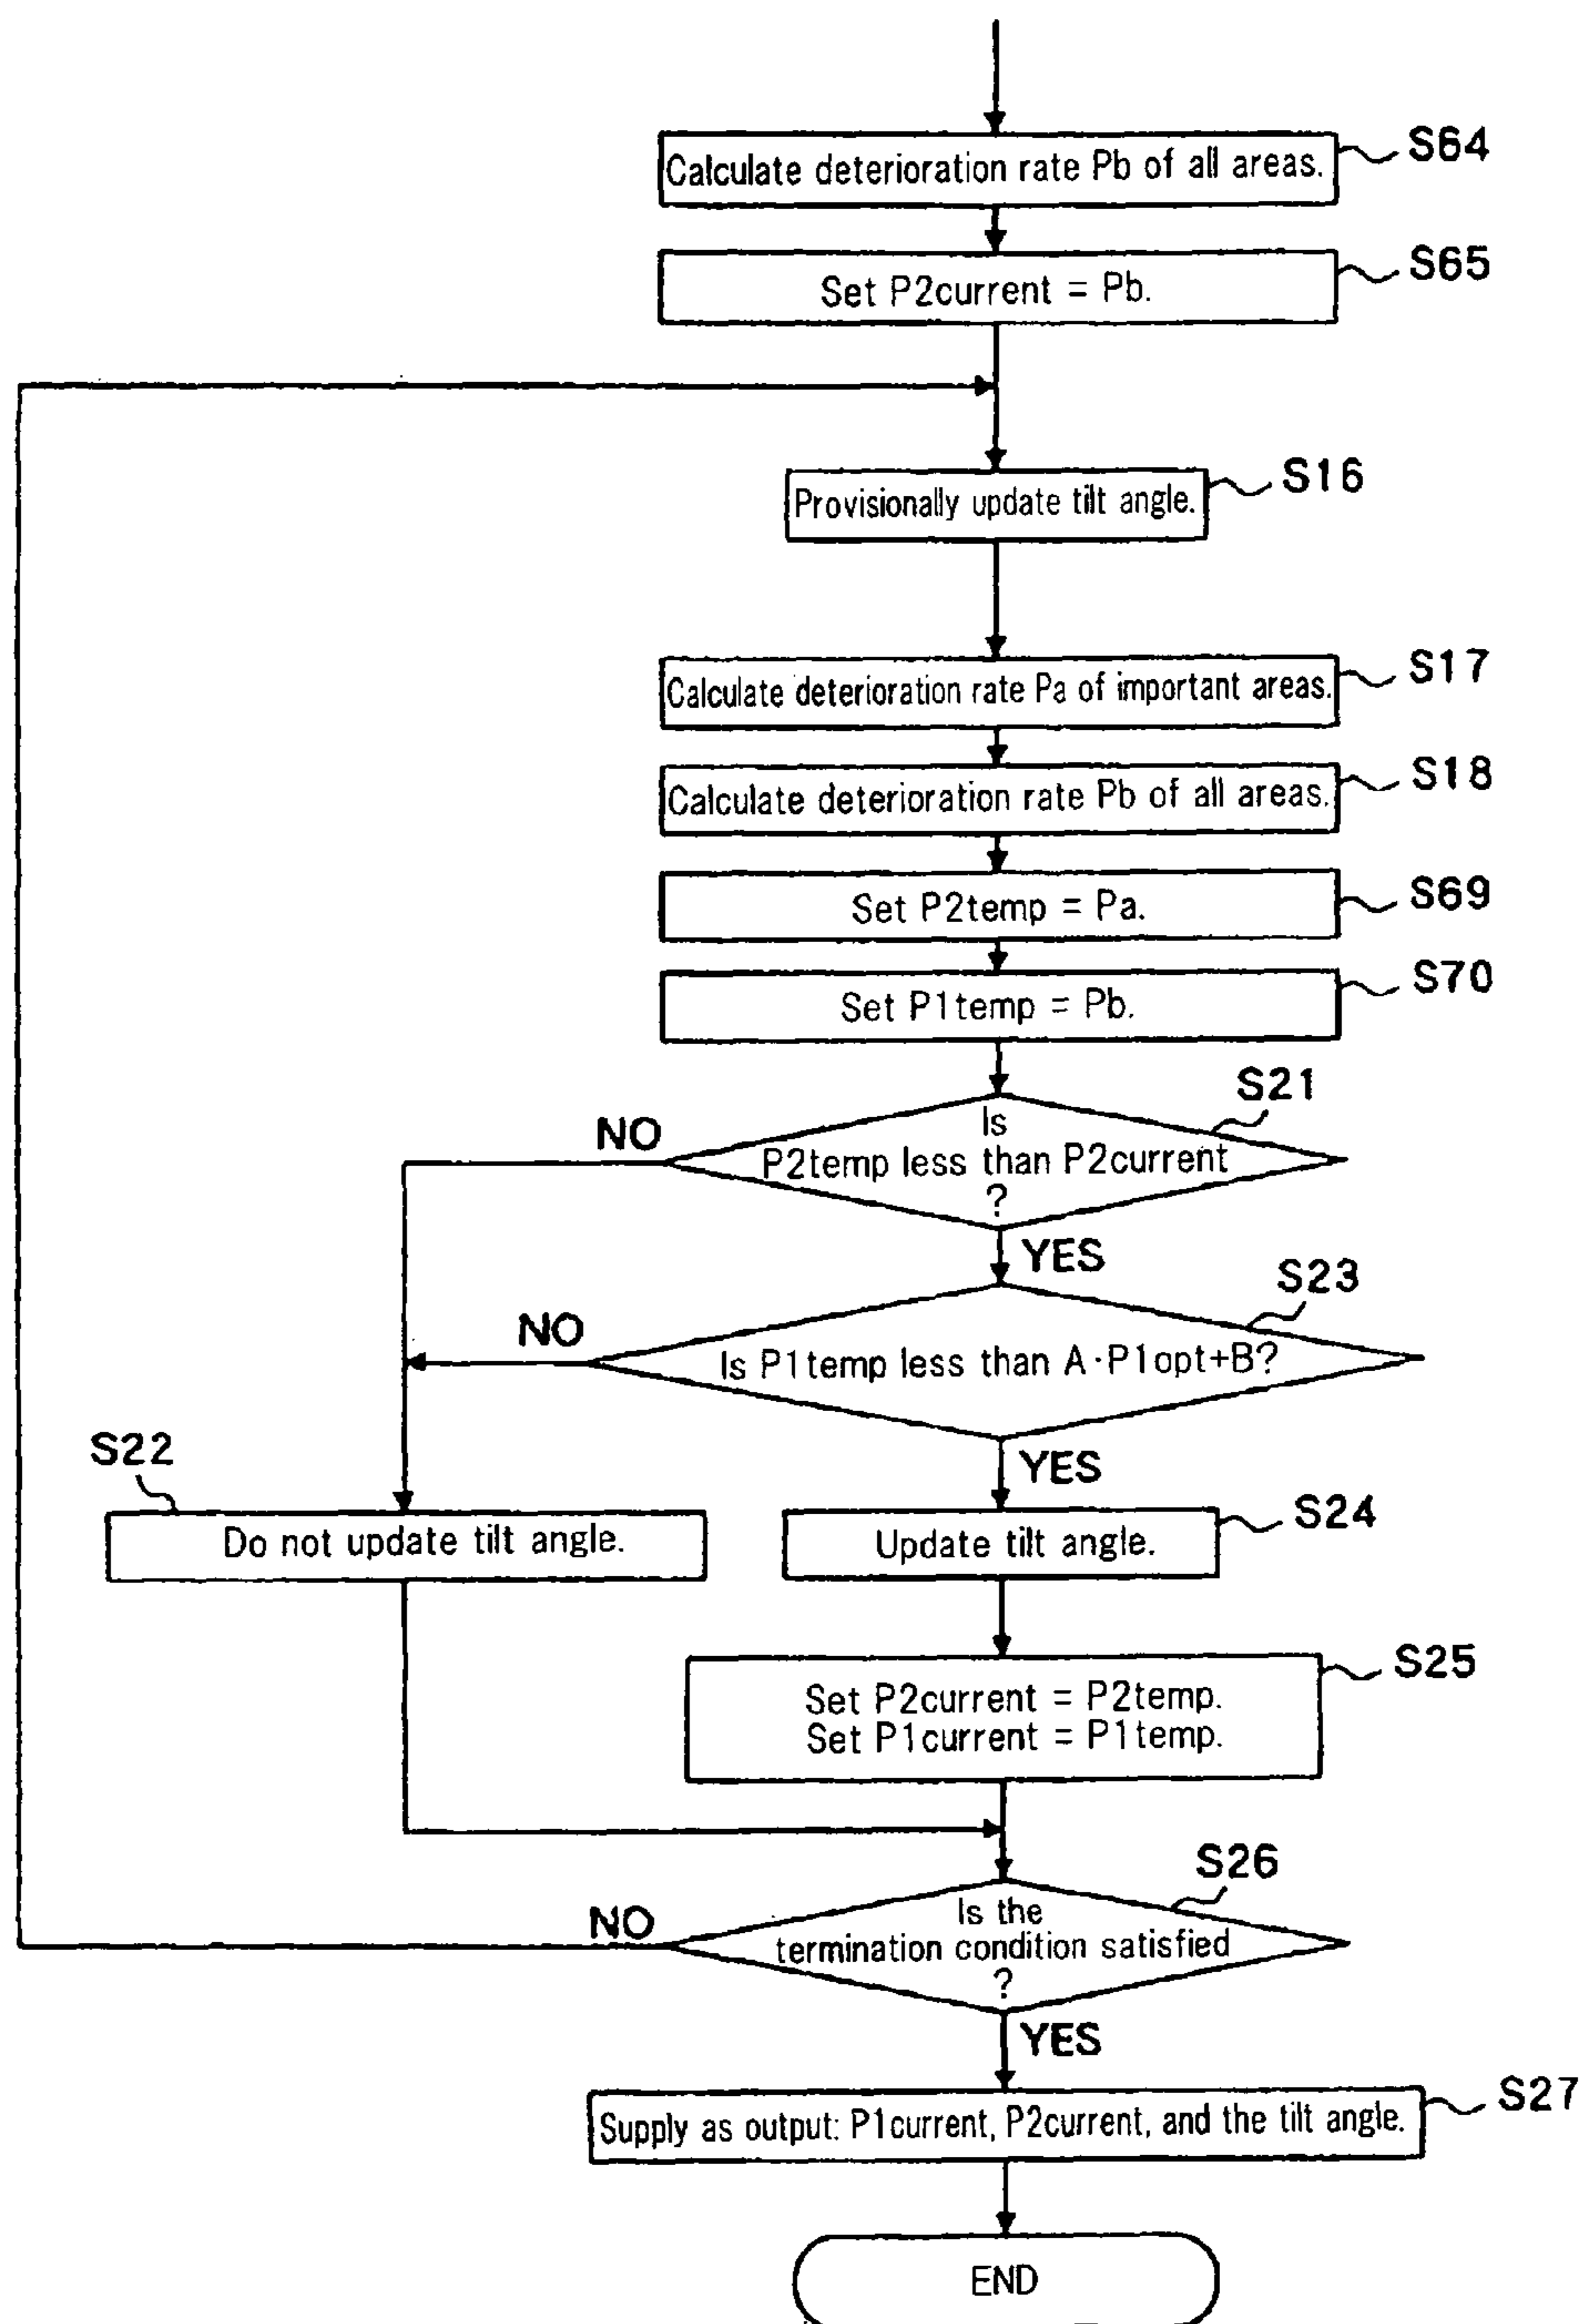 S64
Calculate deterioration rate Pb of all areas.
S65
Set P2current = Pb.
S16
Provisionally update tilt angle.
S17
Calculate deterioration rate Pa of important areas.
S18
Calculate deterioration rate Pb of all areas.
S69
Set P2temp = Pa.
S70
Set P1temp = Pb.
S21
NO
Is
P2temp less than P2current
?
YES
S23
NO
Is P1temp less than A·P1opt+B?
YES
S22
Do not update tilt angle.
S24
Update tilt angle.
S25
Set P2current = P2temp.
Set P1current = P1temp.
S26
NO
Is the
termination condition satisfied
?
YES
S27
Supply as output: P1current, P2current, and the tilt angle.
END